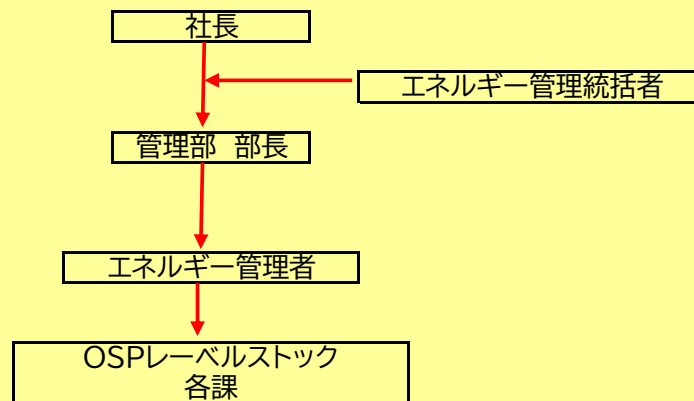 社長
エネルギー管理統括者
管理部 部長
エネルギー管理者
OSPレーベルストック
各課